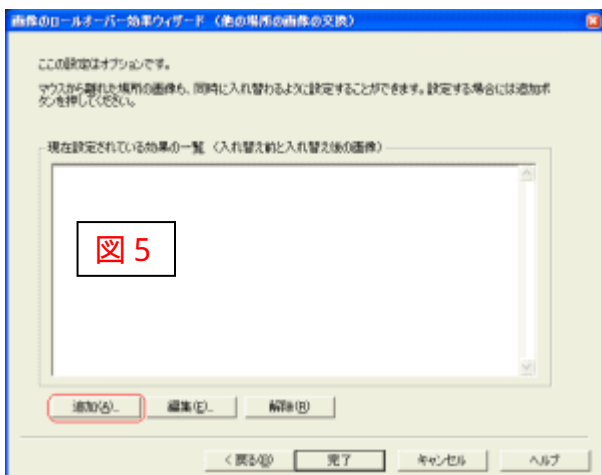 画像のロールオーバー効果ウィザード （他の場所の画像の交換）
ここの設定はオプションです。
マウスから離れた場所の画像も、同時に入れ替わるように設定することができます。設定する場合には追加ボ
タンを押してください。
現在設定されている効果の一覧 （入れ替え前と入れ替え後の画像）
図５
追加(A)...
編集(E)...
解除(R)
< 戻る(B)
完了
キャンセル
ヘルプ